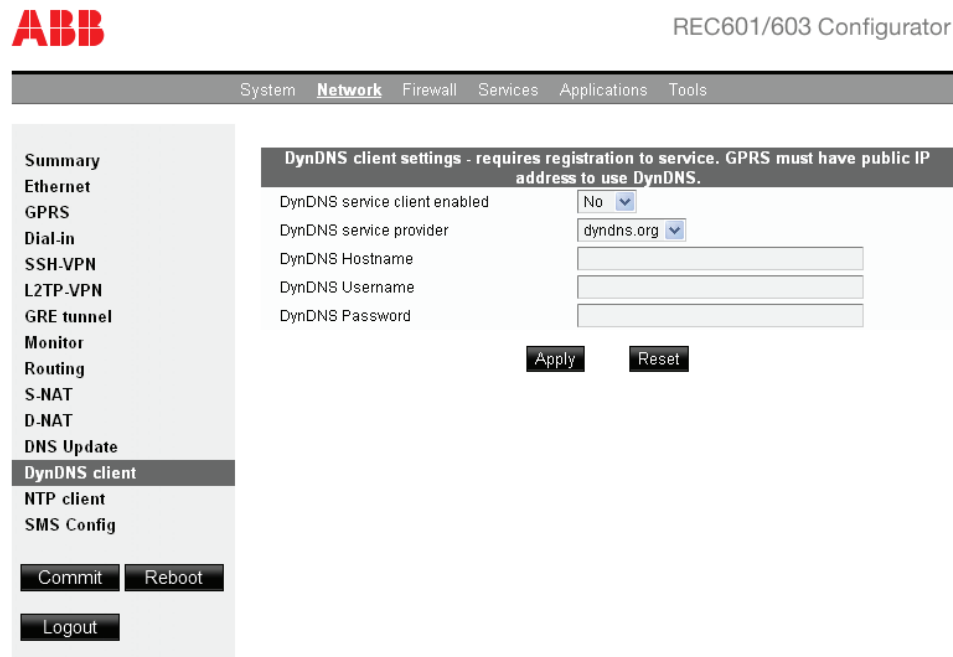 ABB
REC601/603 Configurator
System Network Firewall Services Applications Tools
Summary
Ethernet
GPRS
Dial-in
SSH-VPN
L2TP-VPN
GRE tunnel
Monitor
Routing
S-NAT
D-NAT
DNS Update
DynDNS client
NTP client
SMS Config
Commit Reboot
Logout
DynDNS client settings - requires registration to service. GPRS must have public IP
address to use DynDNS.
DynDNS service client enabled No
DynDNS service provider dyndns.org
DynDNS Hostname
DynDNS Username
DynDNS Password
Apply Reset